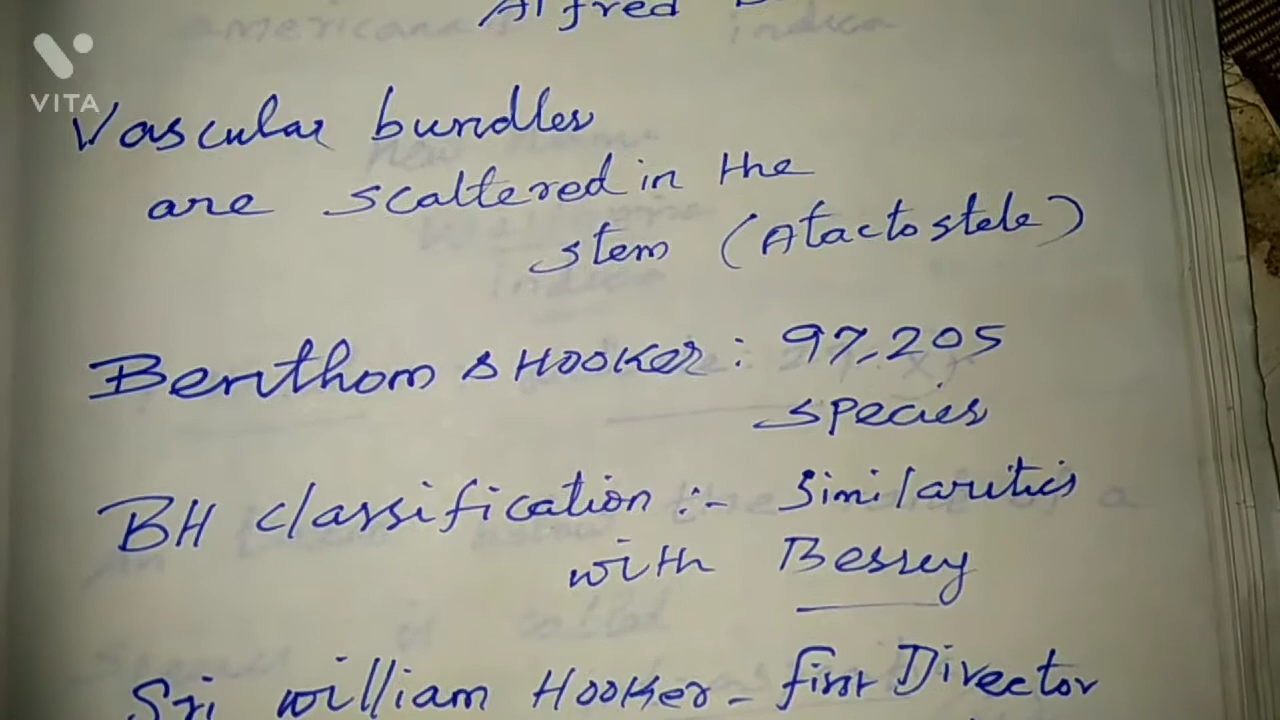 Alfred
VITA
Vascular bundles
are scattered in the
stem (Atactostele)
Benthom & HOOKER : 97,205
species
BH classification :- Similarities
with Bessey
Sri william Hooker - first Director